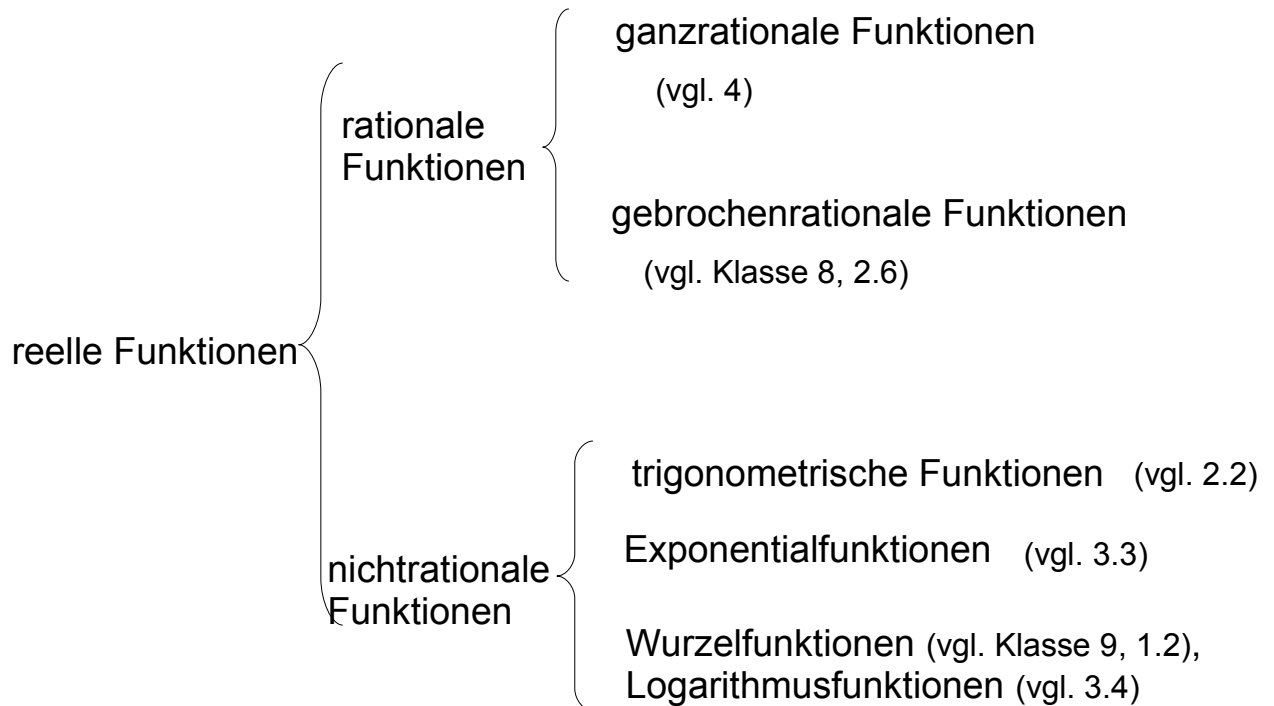 ganzrationale Funktionen
(vgl. 4)
rationale
Funktionen
gebrochenrationale Funktionen
(vgl. Klasse 8, 2.6)
reelle Funktionen
trigonometrische Funktionen (vgl. 2.2)
Exponentialfunktionen (vgl. 3.3)
nichtrationale
Funktionen
Wurzelfunktionen (vgl. Klasse 9, 1.2),
Logarithmusfunktionen (vgl. 3.4)